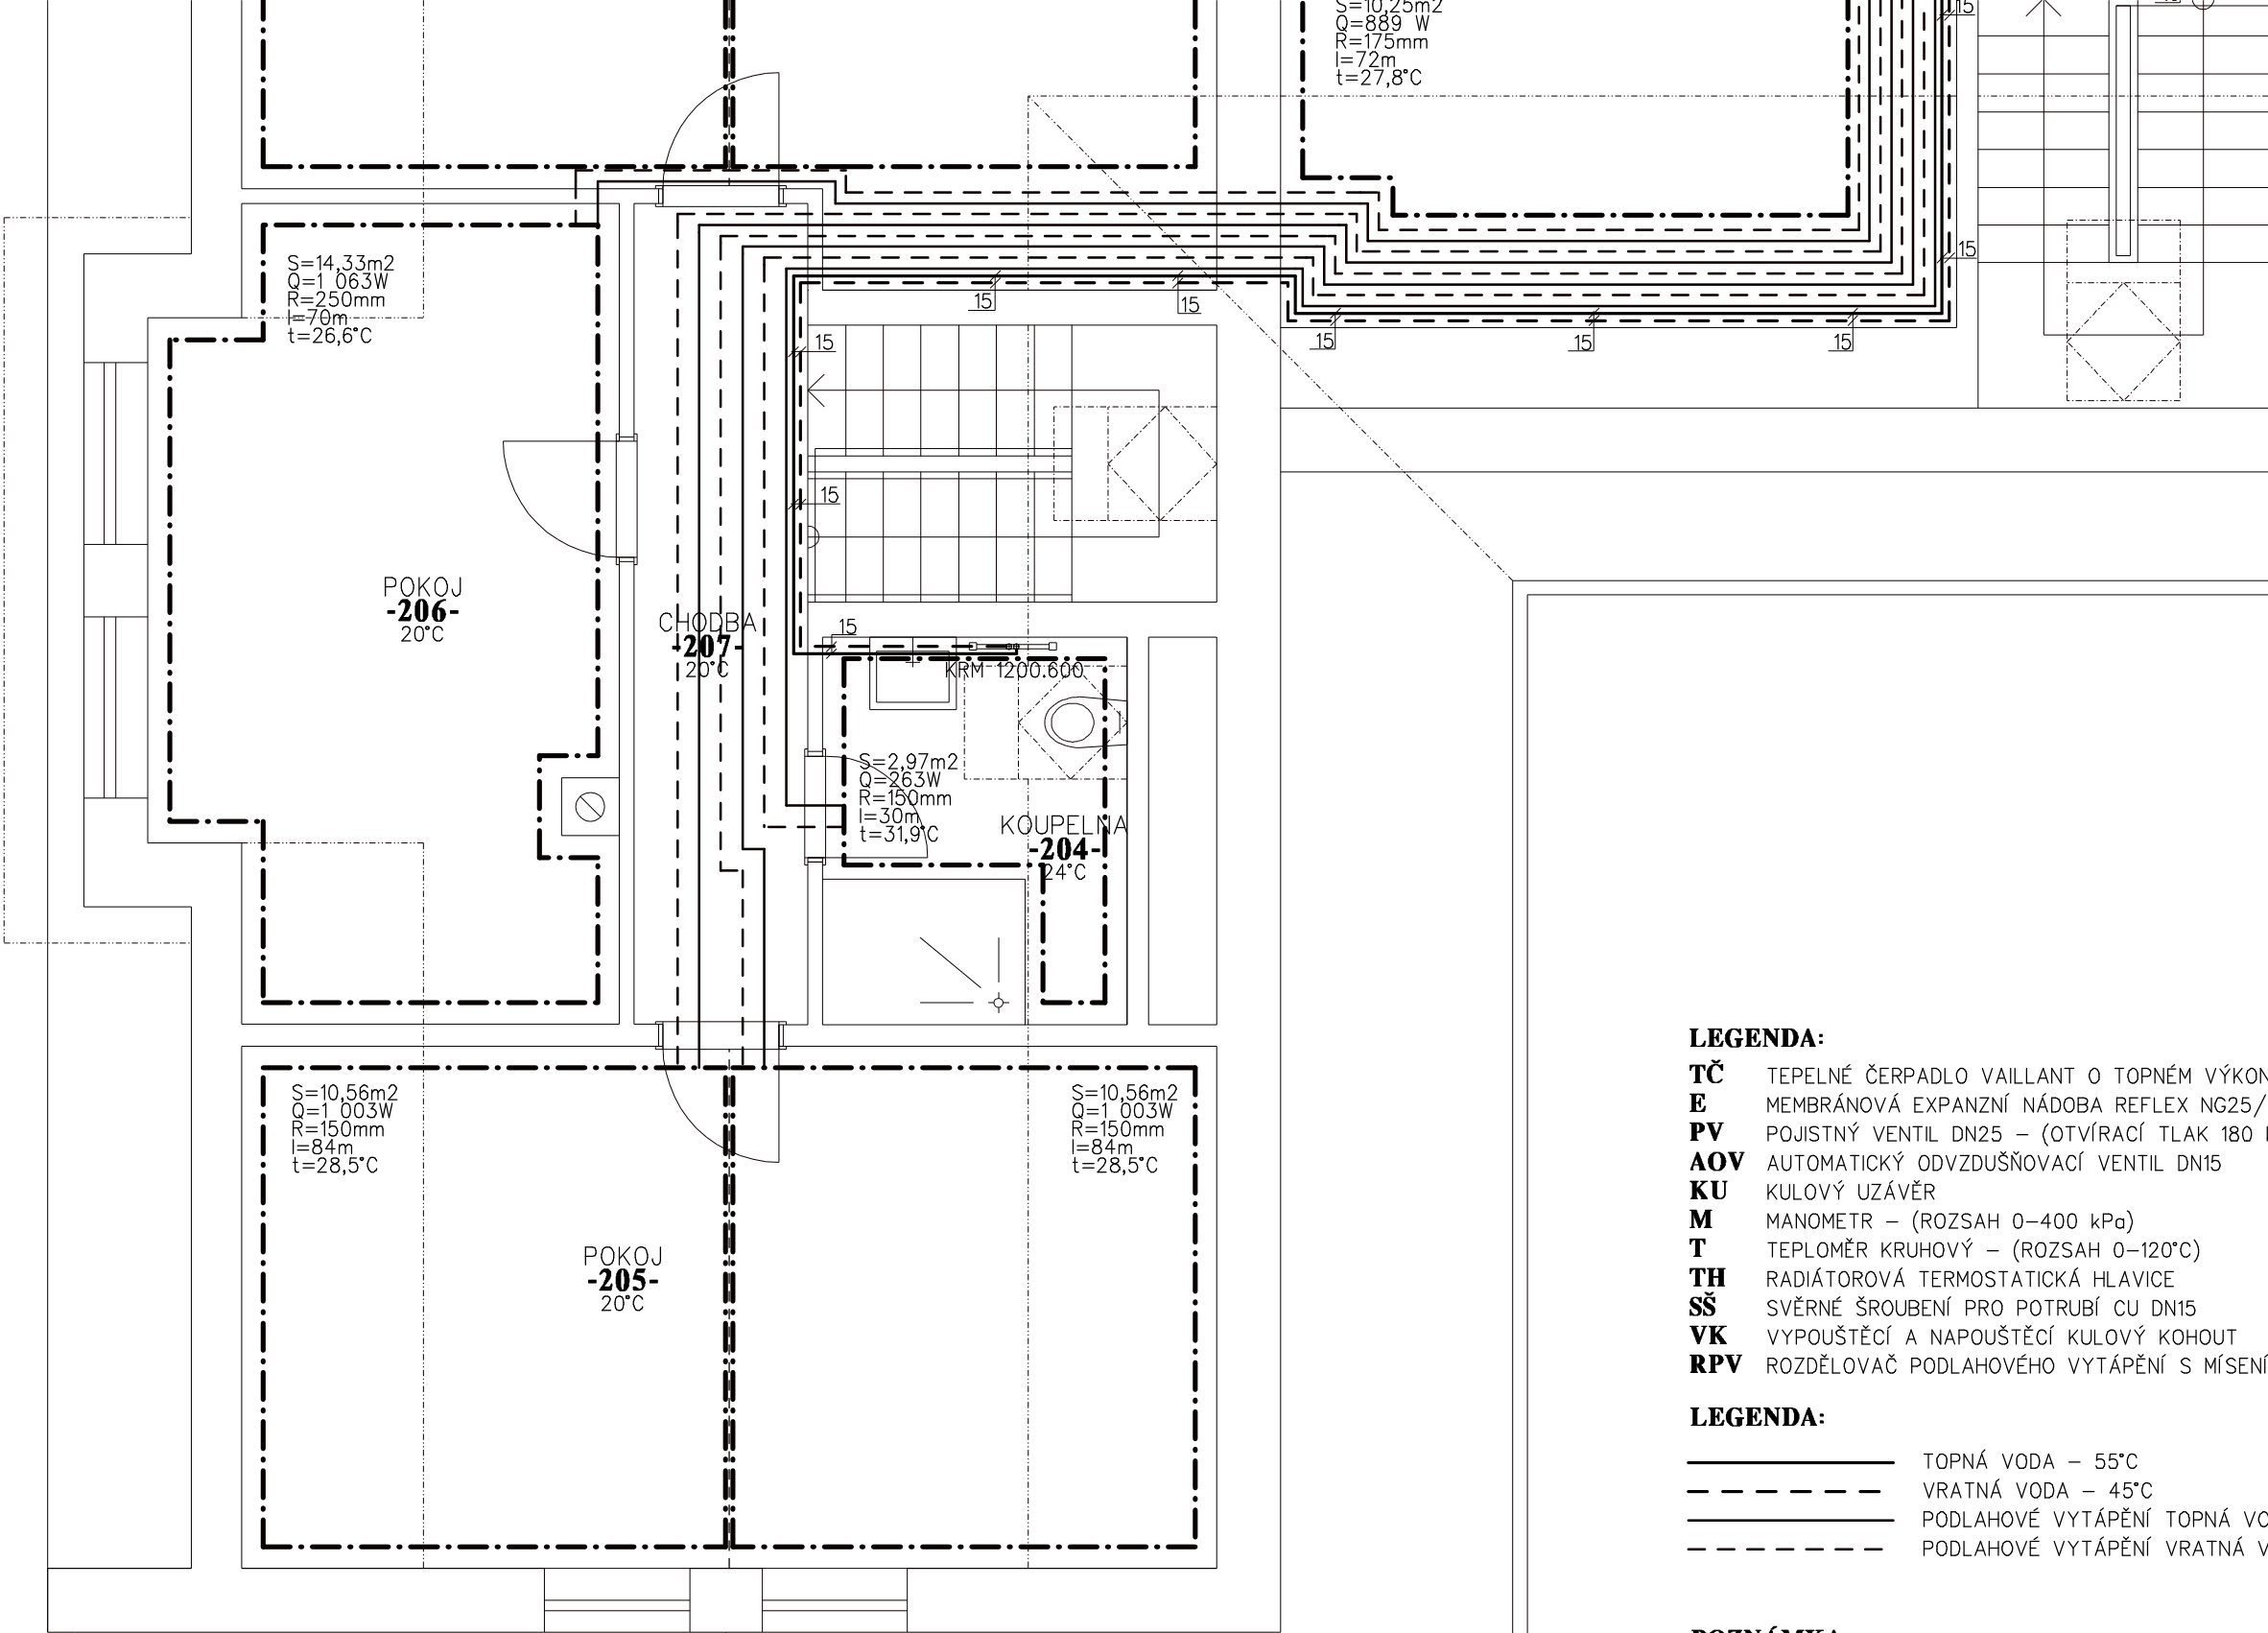 S=10,25m2
Q=889 W
R=175mm
l=72m
t=27,8°C
15
15
15
15
15
15
15
15
15
15
S=14,33m2
Q=1 063W
R=250mm
l=70m
t=26,6°C
POKOJ
-206-
20°C
CHODBA
-207-
20°C
KRM 1200.600
S=2,97m2
Q=263W
R=150mm
l=30m
t=31,9°C
KOUPELNA
-204-
24°C
S=10,56m2
Q=1 003W
R=150mm
l=84m
t=28,5°C
S=10,56m2
Q=1 003W
R=150mm
l=84m
t=28,5°C
POKOJ
-205-
20°C
LEGENDA:
TČ TEPELNÉ ČERPADLO VAILLANT O TOPNÉM VÝKON
E MEMBRÁNOVÁ EXPANZNÍ NÁDOBA REFLEX NG25/
PV POJISTNÝ VENTIL DN25 – (OTVÍRACÍ TLAK 180
AOV AUTOMATICKÝ ODVZDUŠŇOVACÍ VENTIL DN15
KU KULOVÝ UZÁVĚR
M MANOMETR – (ROZSAH 0–400 kPa)
T TEPLOMĚR KRUHOVÝ – (ROZSAH 0–120°C)
TH RADIÁTOROVÁ TERMOSTATICKÁ HLAVICE
SŠ SVĚRNÉ ŠROUBENÍ PRO POTRUBÍ CU DN15
VK VYPOUŠTĚCÍ A NAPOUŠTĚCÍ KULOVÝ KOHOUT
RPV ROZDĚLOVAČ PODLAHOVÉHO VYTÁPĚNÍ S MÍSENÍ
LEGENDA:
TOPNÁ VODA – 55°C
VRATNÁ VODA – 45°C
PODLAHOVÉ VYTÁPĚNÍ TOPNÁ VO
PODLAHOVÉ VYTÁPĚNÍ VRATNÁ V